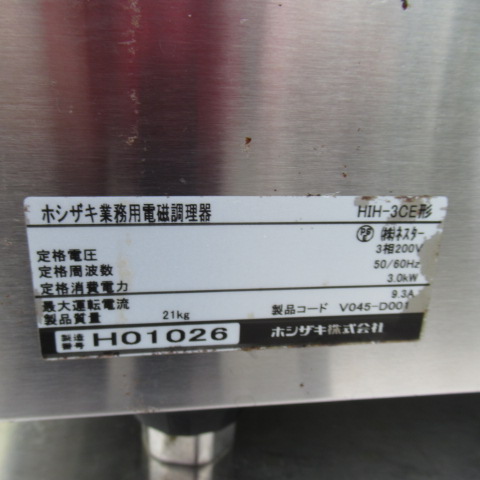 ホシザキ業務用電磁調理器 HIH-3CE形
PSE ㈱ネスター
定格電圧 3相200V
定格周波数 50/60Hz
定格消費電力 3.0kW
最大運転電流 9.3A
製品質量 21kg 製品コード V045-D001
製造番号 H01026 ホシザキ株式会社